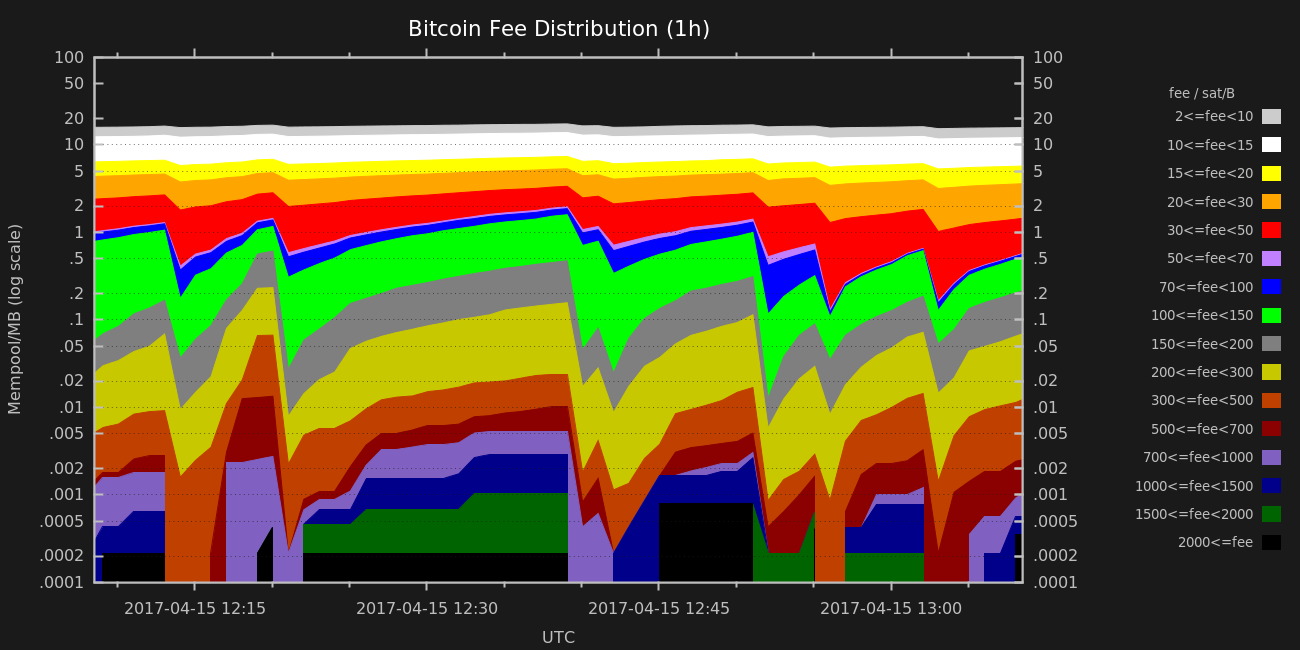 Bitcoin Fee Distribution (1h)
100 100
50 50
20 20
10 10
5 5
2 2
1 1
.5 .5
.2 .2
.1 .1
.05 .05
.02 .02
.01 .01
.005 .005
.002 .002
.001 .001
.0005 .0005
.0002 .0002
.0001 .0001
Mempool/MB (log scale)
2017-04-15 12:15 2017-04-15 12:30 2017-04-15 12:45 2017-04-15 13:00
UTC
fee / sat/B
2<=fee<10
10<=fee<15
15<=fee<20
20<=fee<30
30<=fee<50
50<=fee<70
70<=fee<100
100<=fee<150
150<=fee<200
200<=fee<300
300<=fee<500
500<=fee<700
700<=fee<1000
1000<=fee<1500
1500<=fee<2000
2000<=fee